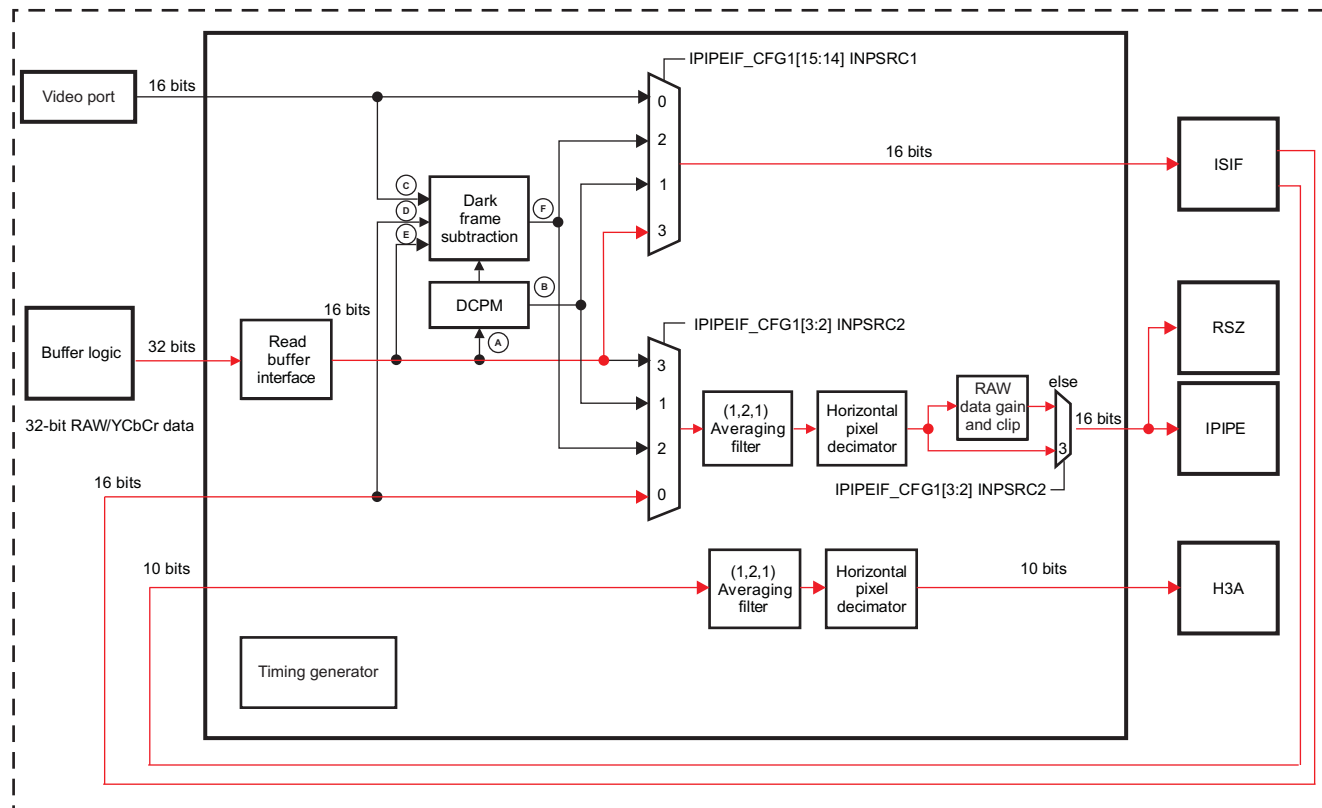 IPIPEIF_CFG1[15:14] INPSRC1
Video port
16 bits
0
2
1
3
16 bits
ISIF
C
D
E
Dark
frame
subtraction
F
DCPM
B
A
Buffer logic
32 bits
32-bit RAW/YCbCr data
Read
buffer
interface
16 bits
IPIPEIF_CFG1[3:2] INPSRC2
3
1
2
0
(1,2,1)
Averaging
filter
Horizontal
pixel
decimator
RAW
data gain
and clip
else
3
16 bits
IPIPEIF_CFG1[3:2] INPSRC2
RSZ
IPIPE
16 bits
10 bits
(1,2,1)
Averaging
filter
Horizontal
pixel
decimator
10 bits
H3A
Timing generator